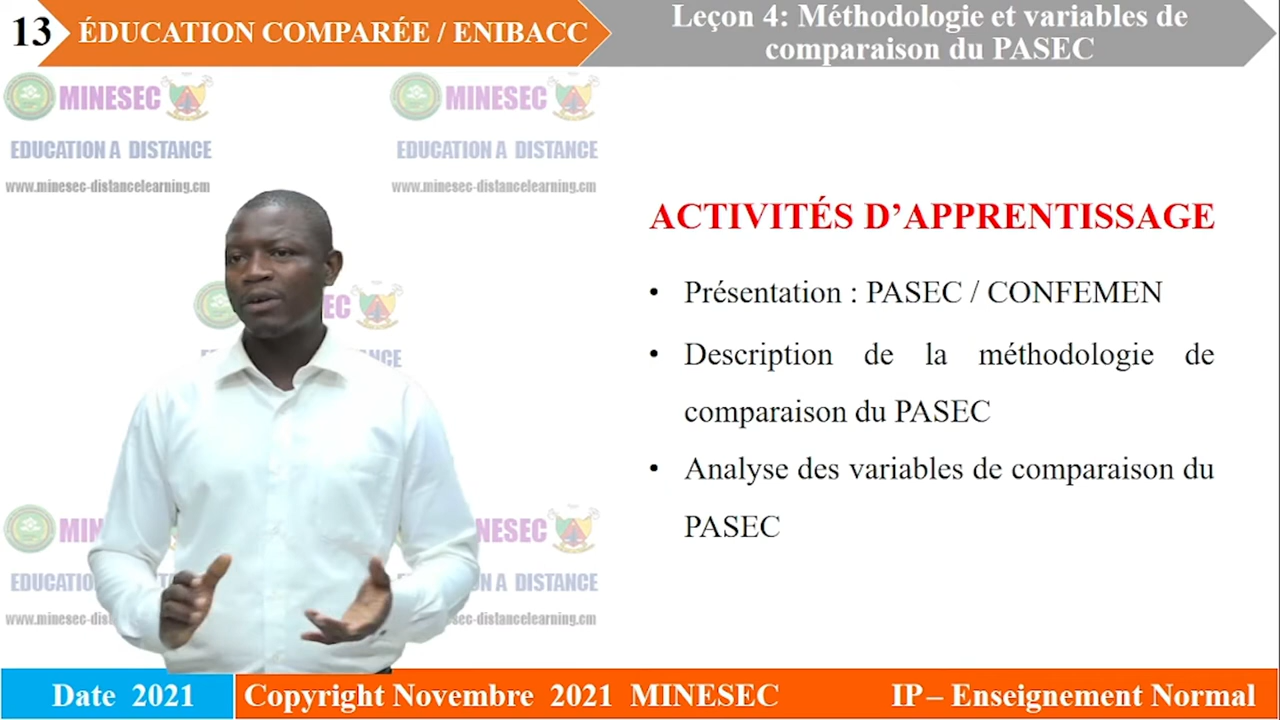 13
ÉDUCATION COMPARÉE / ENIBACC
Leçon 4: Méthodologie et variables de
comparaison du PASEC
MINESEC
EDUCATION A DISTANCE
www.minesec-distancelearning.cm
MINESEC
EDUCATION A DISTANCE
www.minesec-distancelearning.cm
ACTIVITÉS D’APPRENTISSAGE
• Présentation : PASEC / CONFEMEN
• Description de la méthodologie de
comparaison du PASEC
• Analyse des variables de comparaison du
PASEC
Date 2021
Copyright Novembre 2021 MINESEC
IP – Enseignement Normal